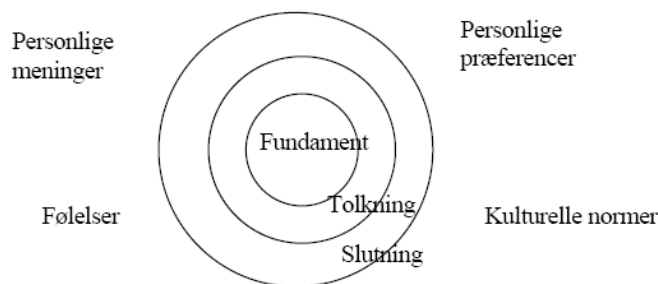 Personlige
meninger
Personlige
præferencer
Fundament
Tolkning
Følelser
Kulturelle normer
Slutning